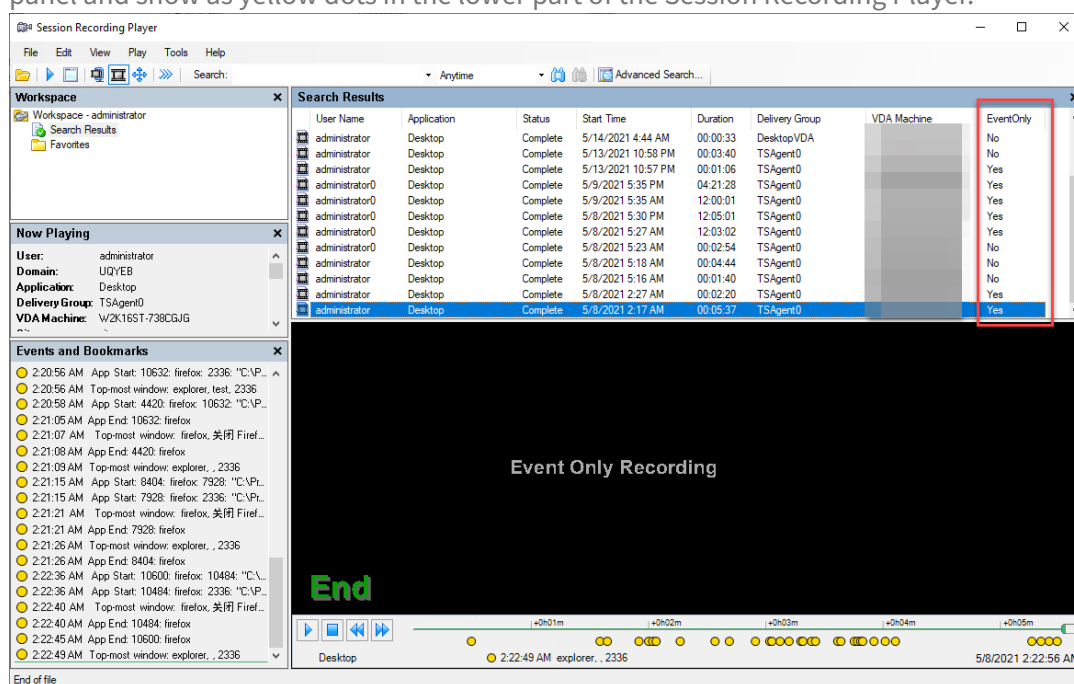 panel and show as yellow dots in the lower part of the Session Recording Player.
Session Recording Player
File Edit View Play Tools Help
Search: Anytime Advanced Search...
Workspace
Workspace - administrator
Search Results
Favorites
Now Playing
User: administrator
Domain: UQYEB
Application: Desktop
Delivery Group: TSAgent0
VDA Machine: W2K16ST-738CGJG
Events and Bookmarks
2:20:56 AM App Start: 10632: firefox: 2336: "C:\P...
2:20:56 AM Top-most window: explorer, test, 2336
2:20:58 AM App Start: 4420: firefox: 10632: "C:\P...
2:21:05 AM App End: 10632: firefox
2:21:07 AM Top-most window: firefox, 关闭 Firef...
2:21:08 AM App End: 4420: firefox
2:21:09 AM Top-most window: explorer, , 2336
2:21:15 AM App Start: 8404: firefox: 7928: "C:\Pr...
2:21:15 AM App Start: 7928: firefox: 2336: "C:\Pr...
2:21:21 AM Top-most window: firefox, 关闭 Firef...
2:21:21 AM App End: 7928: firefox
2:21:26 AM Top-most window: explorer, , 2336
2:21:26 AM App End: 8404: firefox
2:22:36 AM App Start: 10600: firefox: 10484: "C:\...
2:22:36 AM App Start: 10484: firefox: 2336: "C:\P...
2:22:40 AM Top-most window: firefox, 关闭 Firef...
2:22:40 AM App End: 10484: firefox
2:22:45 AM App End: 10600: firefox
2:22:49 AM Top-most window: explorer, , 2336
Search Results
User Name Application Status Start Time Duration Delivery Group VDA Machine EventOnly
administrator Desktop Complete 5/14/2021 4:44 AM 00:00:33 DesktopVDA No
administrator Desktop Complete 5/13/2021 10:58 PM 00:03:40 TSAgent0 No
administrator Desktop Complete 5/13/2021 10:57 PM 00:01:06 TSAgent0 Yes
administrator0 Desktop Complete 5/9/2021 5:35 PM 04:21:28 TSAgent0 Yes
administrator0 Desktop Complete 5/9/2021 5:35 AM 12:00:01 TSAgent0 Yes
administrator0 Desktop Complete 5/8/2021 5:30 PM 12:05:01 TSAgent0 Yes
administrator0 Desktop Complete 5/8/2021 5:27 AM 12:03:02 TSAgent0 Yes
administrator0 Desktop Complete 5/8/2021 5:23 AM 00:02:54 TSAgent0 No
administrator Desktop Complete 5/8/2021 5:18 AM 00:04:44 TSAgent0 No
administrator Desktop Complete 5/8/2021 5:16 AM 00:01:40 TSAgent0 No
administrator Desktop Complete 5/8/2021 2:27 AM 00:02:20 TSAgent0 Yes
administrator Desktop Complete 5/8/2021 2:17 AM 00:05:37 TSAgent0 Yes
Event Only Recording
End
+0h01m +0h02m +0h03m +0h04m +0h05m
Desktop 2:22:49 AM explorer, , 2336 5/8/2021 2:22:56 AM
End of file